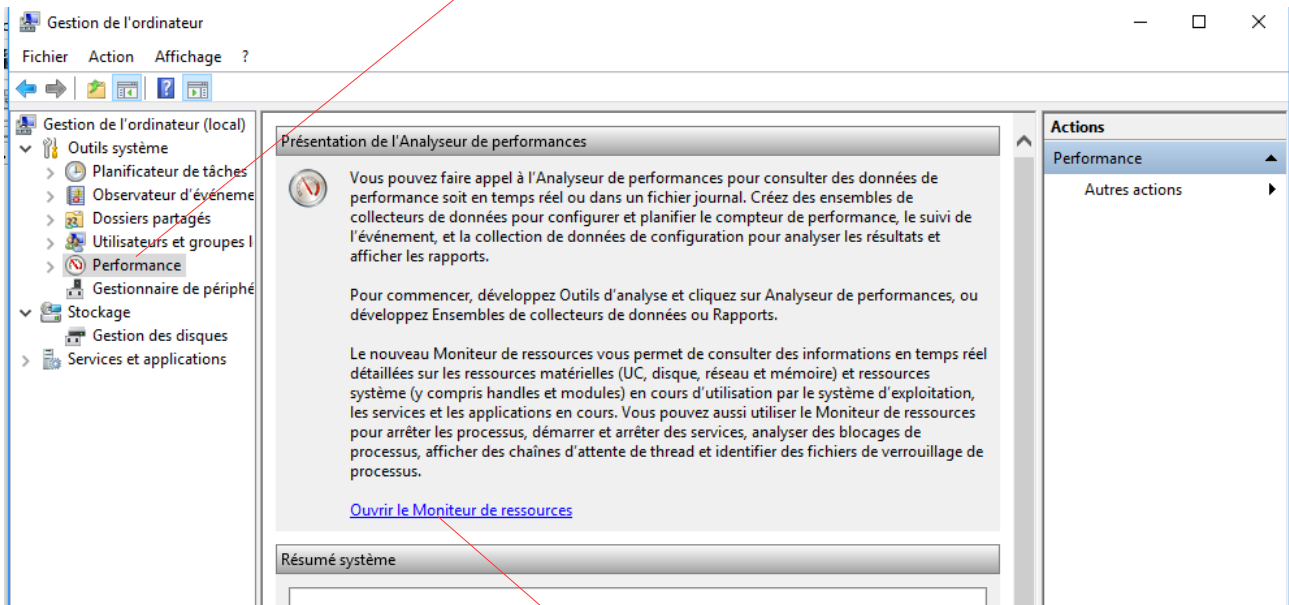 Gestion de l'ordinateur
Fichier Action Affichage ?
Gestion de l'ordinateur (local)
Outils système
Planificateur de tâches
Observateur d'événeme
Dossiers partagés
Utilisateurs et groupes l
Performance
Gestionnaire de périphé
Stockage
Gestion des disques
Services et applications
Présentation de l'Analyseur de performances
Vous pouvez faire appel à l'Analyseur de performances pour consulter des données de
performance soit en temps réel ou dans un fichier journal. Créez des ensembles de
collecteurs de données pour configurer et planifier le compteur de performance, le suivi de
l'événement, et la collection de données de configuration pour analyser les résultats et
afficher les rapports.
Pour commencer, développez Outils d'analyse et cliquez sur Analyseur de performances, ou
développez Ensembles de collecteurs de données ou Rapports.
Le nouveau Moniteur de ressources vous permet de consulter des informations en temps réel
détaillées sur les ressources matérielles (UC, disque, réseau et mémoire) et ressources
système (y compris handles et modules) en cours d'utilisation par le système d'exploitation,
les services et les applications en cours. Vous pouvez aussi utiliser le Moniteur de ressources
pour arrêter les processus, démarrer et arrêter des services, analyser des blocages de
processus, afficher des chaînes d'attente de thread et identifier des fichiers de verrouillage de
processus.
Ouvrir le Moniteur de ressources
Résumé système
Actions
Performance
Autres actions